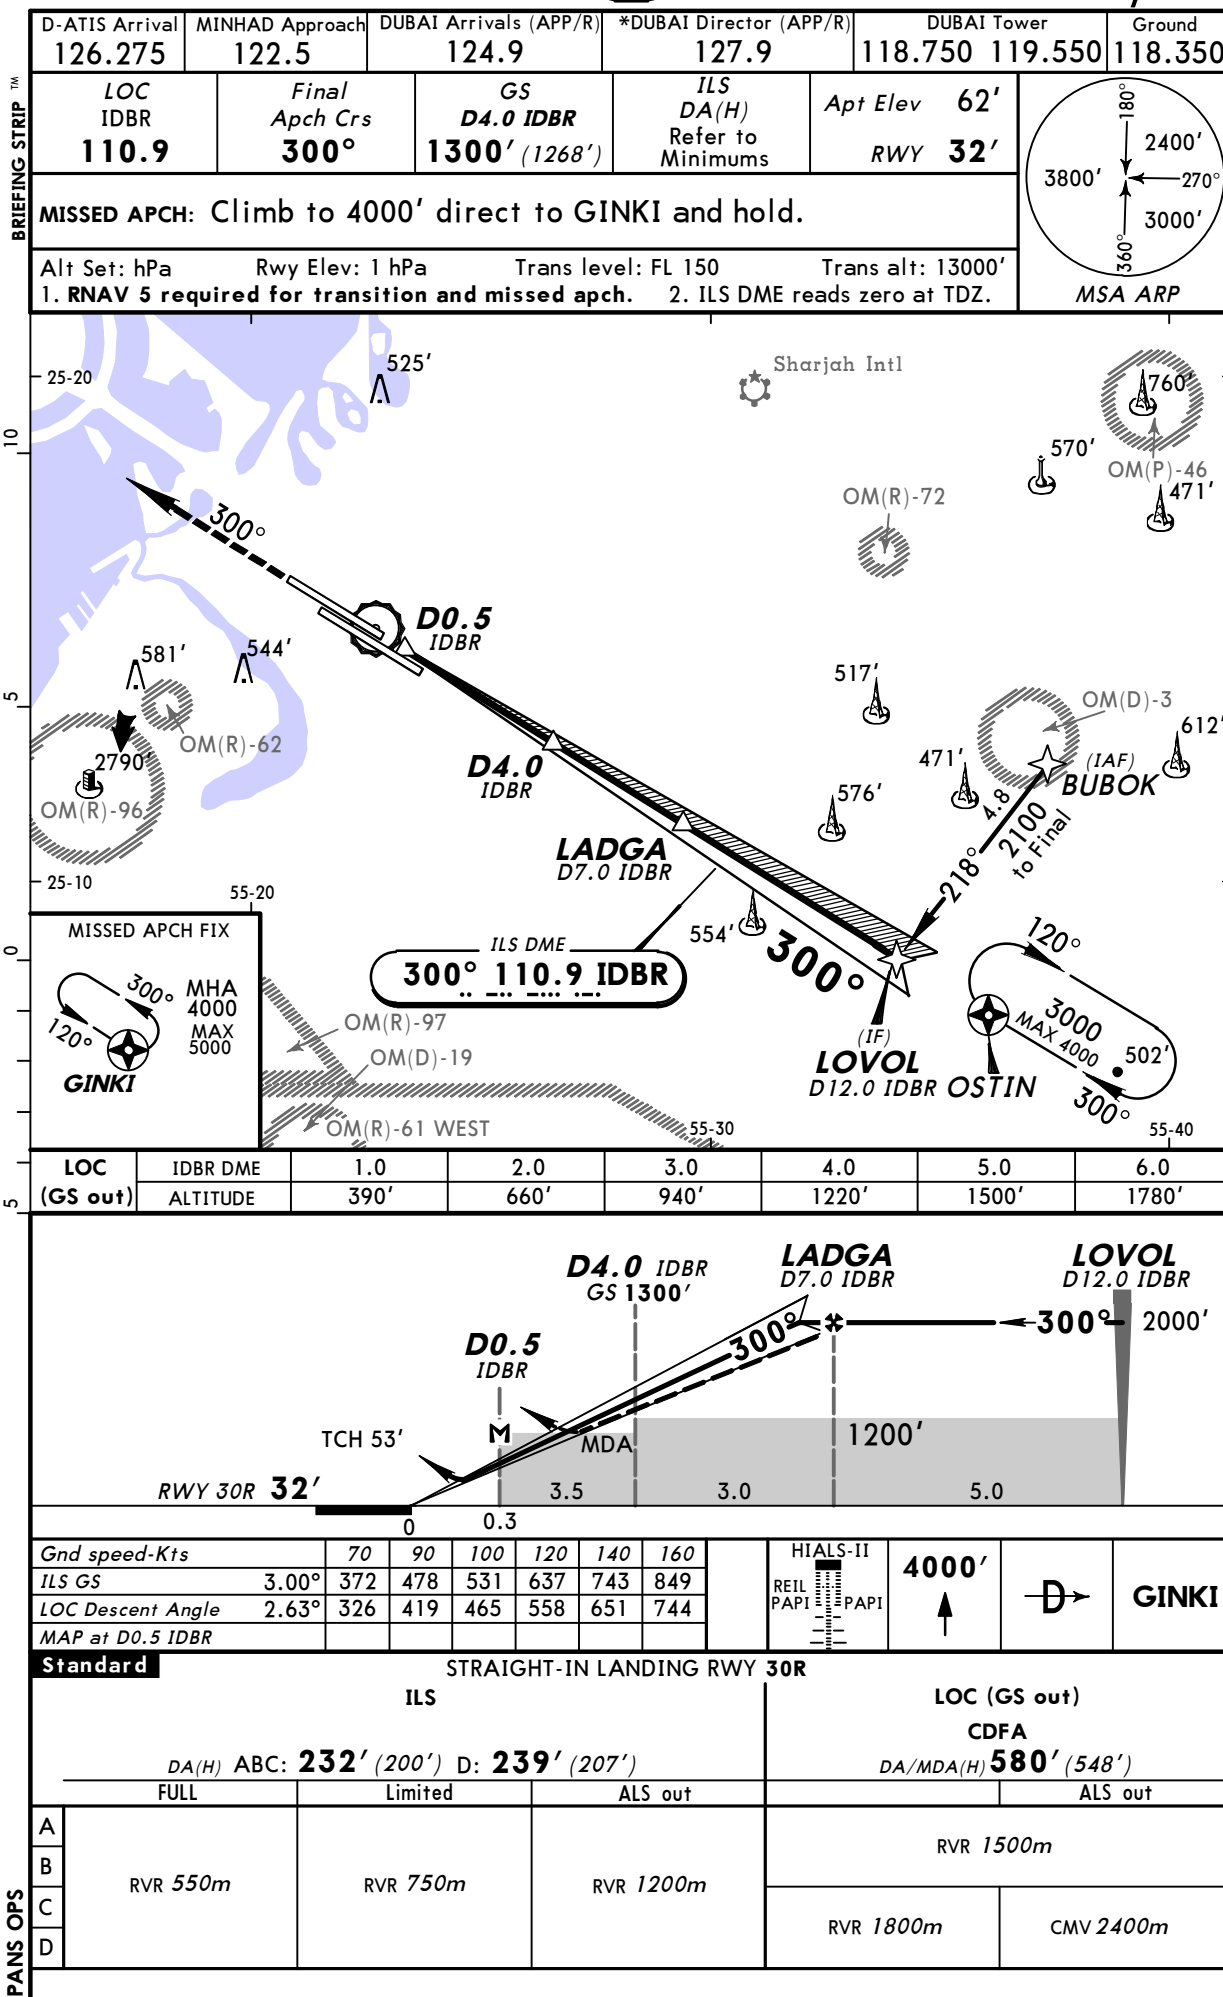 D-ATIS Arrival MINHAD Approach DUBAI Arrivals (APP/R) *DUBAI Director (APP/R) DUBAI Tower Ground
126.275 122.5 124.9 127.9 118.750 119.550 118.350
BRIEFING STRIP TM
LOC
IDBR
110.9
Final
Apch Crs
300°
GS
D4.0 IDBR
1300' (1268')
ILS
DA(H)
Refer to
Minimums
Apt Elev 62'
RWY 32'
180°
2400'
3800'
270°
3000'
360°
MSA ARP
MISSED APCH: Climb to 4000' direct to GINKI and hold.
Alt Set: hPa Rwy Elev: 1 hPa Trans level: FL 150 Trans alt: 13000'
1. RNAV 5 required for transition and missed apch. 2. ILS DME reads zero at TDZ.
525'
Sharjah Intl
25-20
760'
10
570'
OM(P)-46
471'
OM(R)-72
300°
D0.5
IDBR
581'
544'
517'
OM(D)-3
5
612'
OM(R)-62
2790'
D4.0
IDBR
471'
(IAF)
BUBOK
OM(R)-96
576'
4.8
2100
to Final
LADGA
D7.0 IDBR
218°
25-10
55-20
MISSED APCH FIX
554'
300°
120°
0
ILS DME
300° 110.9 IDBR
300°
MHA
4000
MAX
5000
120°
GINKI
3000
MAX 4000
502'
OM(R)-97
(IF)
LOVOL
D12.0 IDBR
OSTIN
OM(D)-19
300°
OM(R)-61 WEST
55-30
55-40
5
LOC IDBR DME 1.0 2.0 3.0 4.0 5.0 6.0
(GS out) ALTITUDE 390' 660' 940' 1220' 1500' 1780'
D4.0 IDBR
GS 1300'
LADGA
D7.0 IDBR
LOVOL
D12.0 IDBR
D0.5
IDBR
300°
300°
2000'
TCH 53'
M
MDA
1200'
RWY 30R 32'
3.5 3.0 5.0
0 0.3
Gnd speed-Kts 70 90 100 120 140 160
ILS GS 3.00° 372 478 531 637 743 849
LOC Descent Angle 2.63° 326 419 465 558 651 744
MAP at D0.5 IDBR
HIALS-II
REIL
PAPI PAPI
4000'
D
GINKI
Standard STRAIGHT-IN LANDING RWY 30R
ILS LOC (GS out)
CDFA
DA(H) ABC: 232' (200') D: 239' (207') DA/MDA(H) 580' (548')
FULL Limited ALS out ALS out
A
B
C
D
RVR 550m RVR 750m RVR 1200m
RVR 1500m
RVR 1800m CMV 2400m
PANS OPS